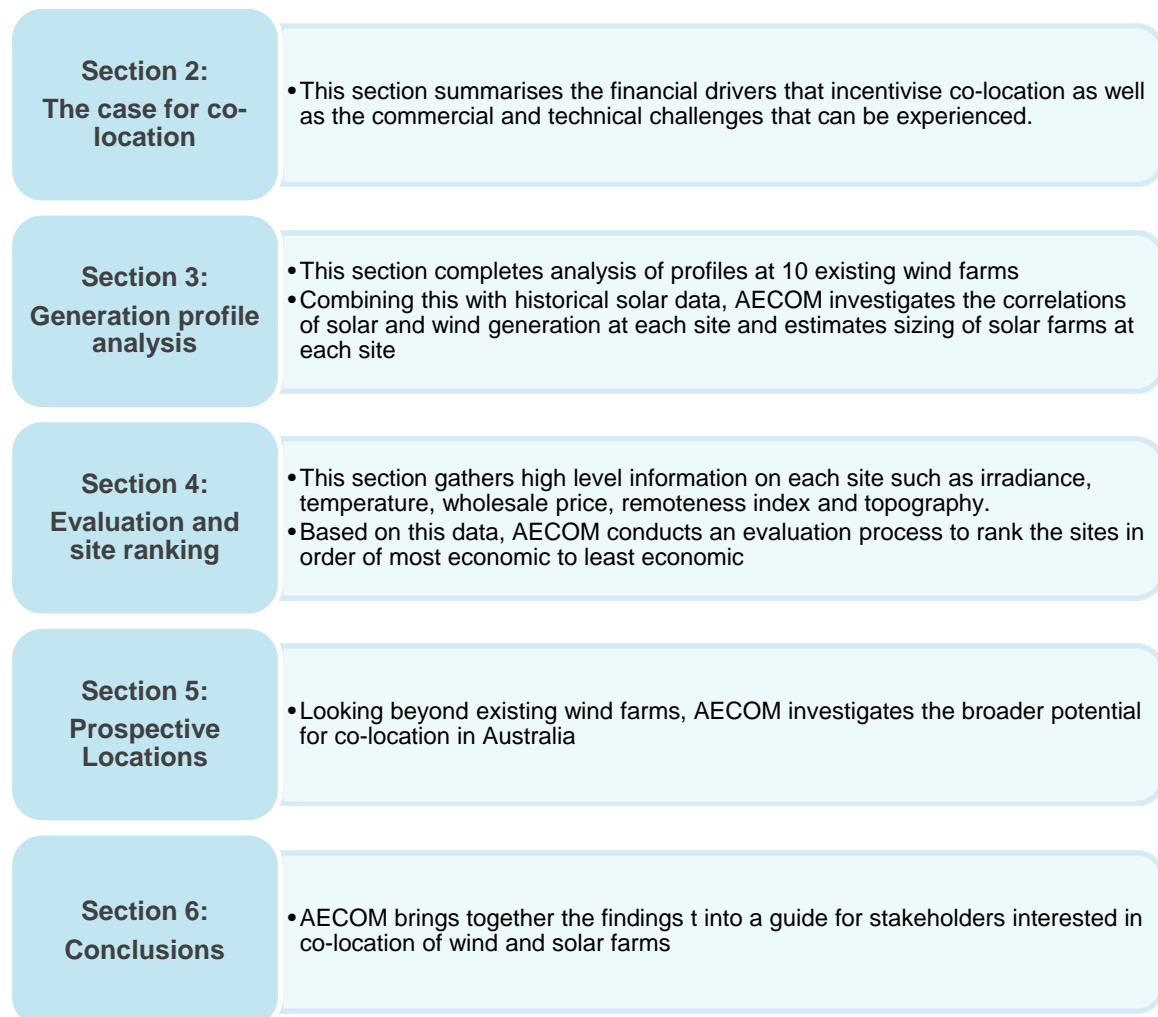 Section 2:
The case for co-
location
•This section summarises the financial drivers that incentivise co-location as well
as the commercial and technical challenges that can be experienced.
Section 3:
Generation profile
analysis
•This section completes analysis of profiles at 10 existing wind farms
•Combining this with historical solar data, AECOM investigates the correlations
of solar and wind generation at each site and estimates sizing of solar farms at
each site
Section 4:
Evaluation and
site ranking
•This section gathers high level information on each site such as irradiance,
temperature, wholesale price, remoteness index and topography.
•Based on this data, AECOM conducts an evaluation process to rank the sites in
order of most economic to least economic
Section 5:
Prospective
Locations
•Looking beyond existing wind farms, AECOM investigates the broader potential
for co-location in Australia
Section 6:
Conclusions
•AECOM brings together the findings t into a guide for stakeholders interested in
co-location of wind and solar farms